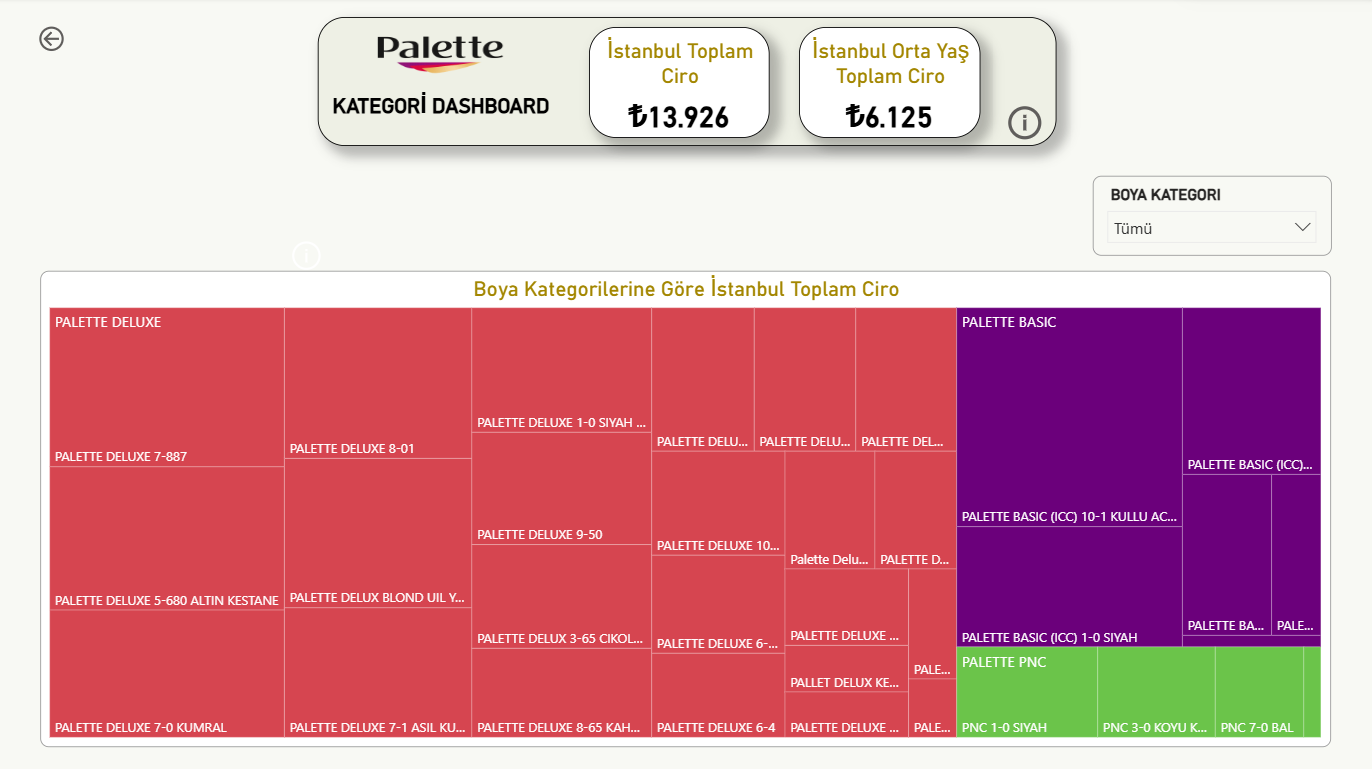 Palette
KATEGORİ DASHBOARD
İstanbul Toplam
Ciro
₺13.926
İstanbul Orta Yaş
Toplam Ciro
₺6.125
BOYA KATEGORI
Tümü
Boya Kategorilerine Göre İstanbul Toplam Ciro
PALETTE DELUXE
PALETTE DELUXE 7-887
PALETTE DELUXE 5-680 ALTIN KESTANE
PALETTE DELUXE 7-0 KUMRAL
PALETTE DELUXE 8-01
PALETTE DELUX BLOND UIL Y...
PALETTE DELUXE 7-1 ASIL KU...
PALETTE DELUXE 1-0 SIYAH ...
PALETTE DELUXE 9-50
PALETTE DELUX 3-65 CIKOL...
PALETTE DELUXE 8-65 KAH...
PALETTE DELU...
PALETTE DELU...
PALETTE DEL...
PALETTE DELUXE 10...
PALETTE DELUXE 6-...
PALETTE DELUXE 6-4
Palette Delu...
PALETTE D...
PALETTE DELUXE ...
PALLET DELUX KE...
PALETTE DELUXE ...
PALE...
PALE...
PALETTE BASIC
PALETTE BASIC (ICC) 10-1 KULLU AC...
PALETTE BASIC (ICC) 1-0 SIYAH
PALETTE BASIC (ICC)...
PALETTE BA...
PALE...
PALETTE PNC
PNC 1-0 SIYAH
PNC 3-0 KOYU K...
PNC 7-0 BAL